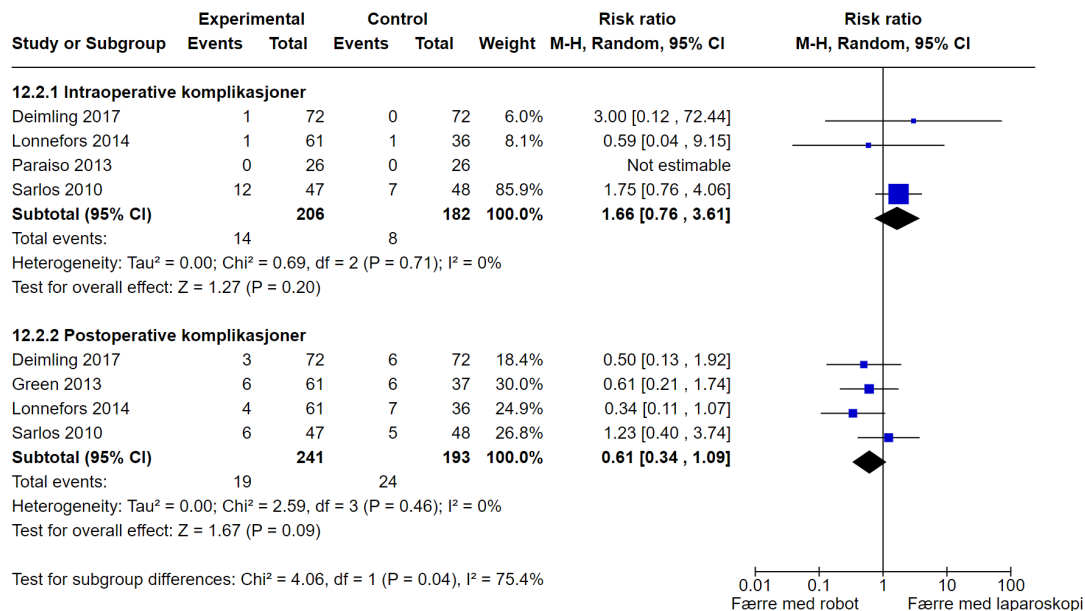 Experimental Control Risk ratio Risk ratio
Study or Subgroup Events Total Events Total Weight M-H, Random, 95% CI M-H, Random, 95% CI
12.2.1 Intraoperative komplikasjoner
Deimling 2017 1 72 0 72 6.0% 3.00 [0.12 , 72.44]
Lonnefors 2014 1 61 1 36 8.1% 0.59 [0.04 , 9.15]
Paraiso 2013 0 26 0 26 Not estimable
Sarlos 2010 12 47 7 48 85.9% 1.75 [0.76 , 4.06]
Subtotal (95% CI) 206 182 100.0% 1.66 [0.76 , 3.61]
Total events: 14 8
Heterogeneity: Tau² = 0.00; Chi² = 0.69, df = 2 (P = 0.71); I² = 0%
Test for overall effect: Z = 1.27 (P = 0.20)
12.2.2 Postoperative komplikasjoner
Deimling 2017 3 72 6 72 18.4% 0.50 [0.13 , 1.92]
Green 2013 6 61 6 37 30.0% 0.61 [0.21 , 1.74]
Lonnefors 2014 4 61 7 36 24.9% 0.34 [0.11 , 1.07]
Sarlos 2010 6 47 5 48 26.8% 1.23 [0.40 , 3.74]
Subtotal (95% CI) 241 193 100.0% 0.61 [0.34 , 1.09]
Total events: 19 24
Heterogeneity: Tau² = 0.00; Chi² = 2.59, df = 3 (P = 0.46); I² = 0%
Test for overall effect: Z = 1.67 (P = 0.09)
Test for subgroup differences: Chi² = 4.06, df = 1 (P = 0.04), I² = 75.4%
0.01 0.1 1 10 100
Færre med robot Færre med laparoskopi